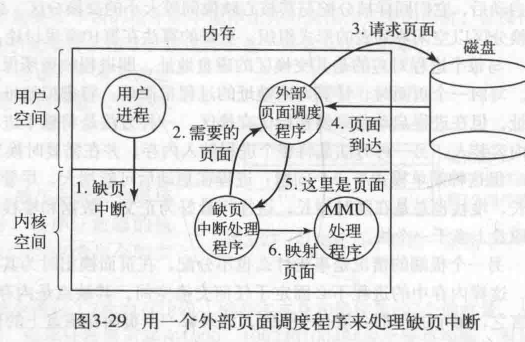 内存
3. 请求页面
磁盘
用户
空间
用户
进程
外部
页面调度
程序
2. 需要的
页面
4. 页面
到达
1. 缺页
中断
5. 这里是页面
内核
空间
缺页
中断处理
程序
MMU
处理
程序
6. 映射
页面
图3-29 用一个外部页面调度程序来处理缺页中断